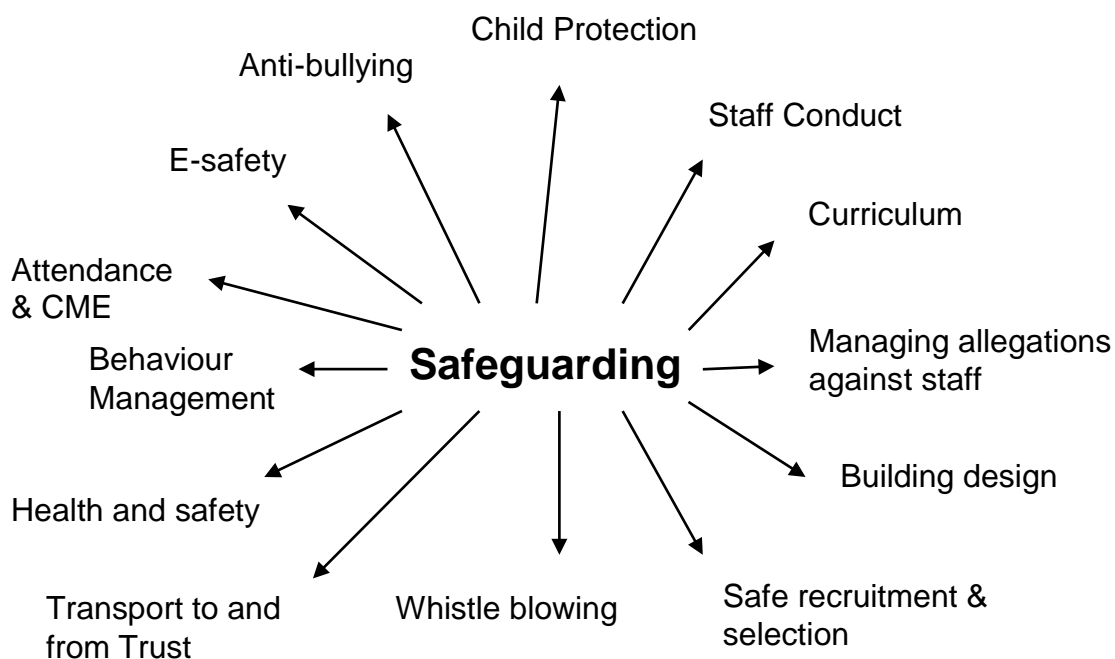 Child Protection
Anti-bullying
Staff Conduct
E-safety
Curriculum
Attendance
& CME
Managing allegations
against staff
Behaviour
Management
Safeguarding
Building design
Health and safety
Transport to and
from Trust
Whistle blowing
Safe recruitment &
selection